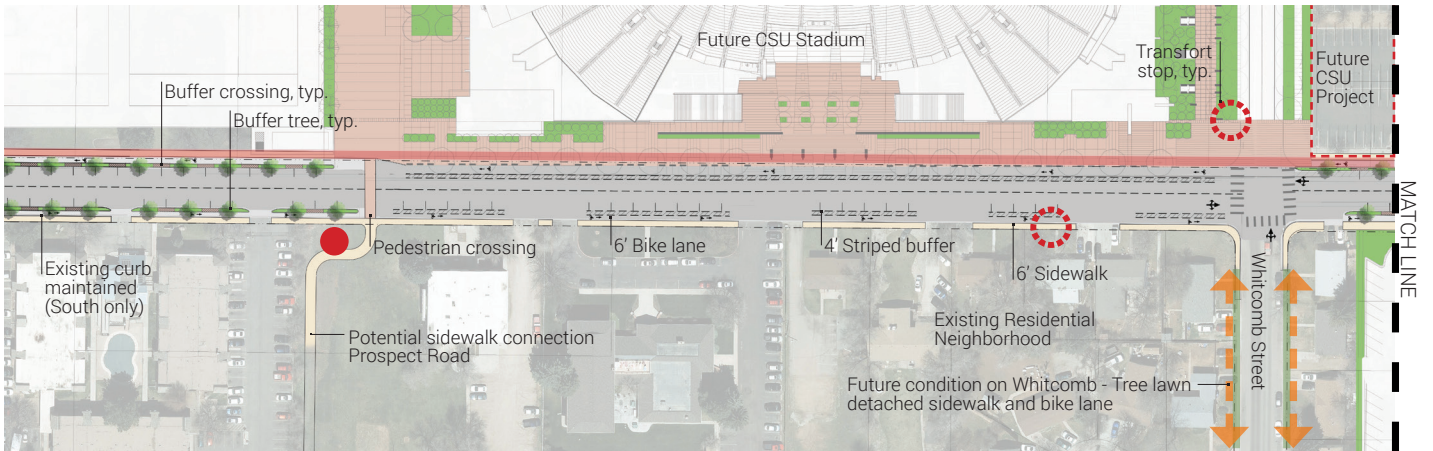 Future CSU Stadium
Transfort
stop, typ.
Future
CSU
Project
Buffer crossing, typ.
Buffer tree, typ.
MATCH LINE
Pedestrian crossing
6’ Bike lane
4’ Striped buffer
6’ Sidewalk
Existing curb
maintained
(South only)
Whitcomb Street
Potential sidewalk connection
Prospect Road
Existing Residential
Neighborhood
Future condition on Whitcomb - Tree lawn
detached sidewalk and bike lane